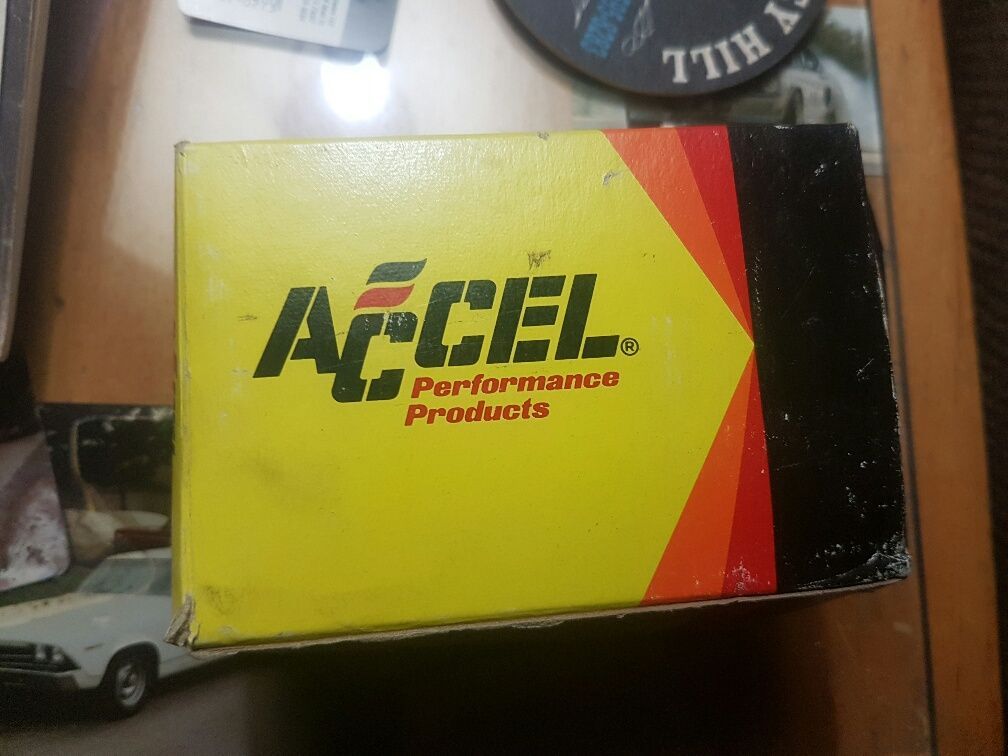 HILL
ACCEL®
Performance
Products